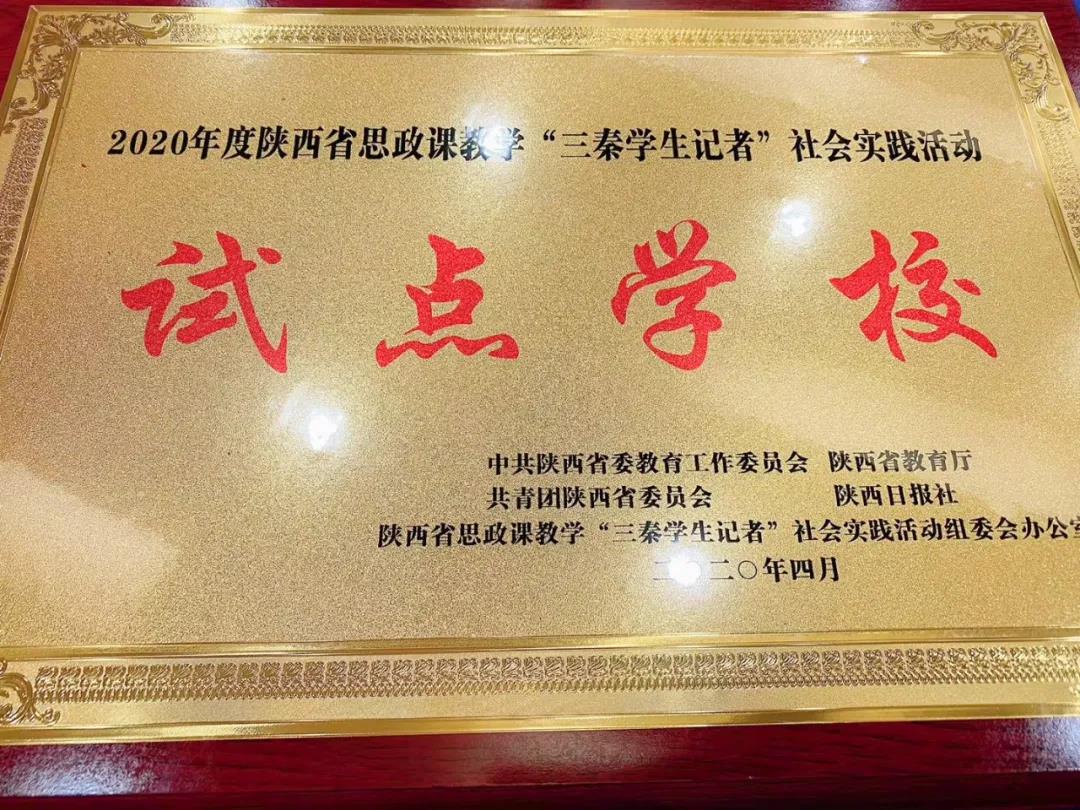 2020年度陕西省思政课教学“三秦学生记者”社会实践活动
试点学校
中共陕西省委教育工作委员会 陕西省教育厅
共青团陕西省委员会 陕西日报社
陕西省思政课教学“三秦学生记者”社会实践活动组委会办公室
二〇二〇年四月